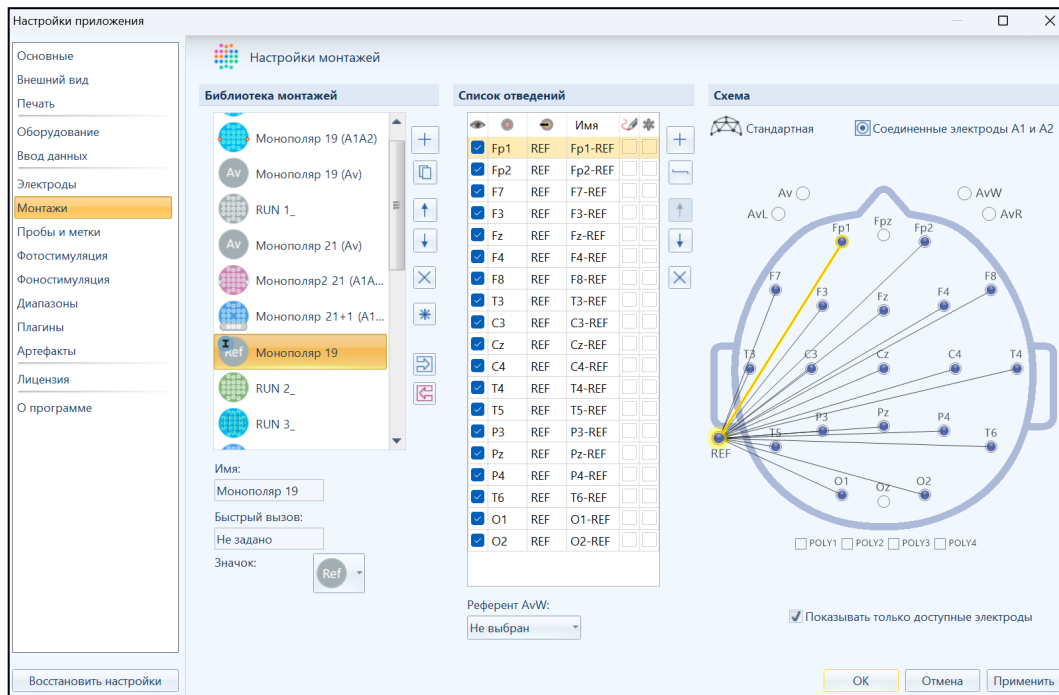 Настройки приложения
Основные
Внешний вид
Печать
Оборудование
Ввод данных
Электроды
Монтажи
Пробы и метки
Фотостимуляция
Фоностимуляция
Диапазоны
Плагины
Артефакты
Лицензия
О программе
Восстановить настройки
Настройки монтажей
Библиотека монтажей
Монополяр 19 (A1A2)
Av Монополяр 19 (Av)
RUN 1_
Av Монополяр 21 (Av)
Монополяр2 21 (A1A...
Монополяр 21+1 (A1...
Ref Монополяр 19
RUN 2_
RUN 3_
Имя:
Монополяр 19
Быстрый вызов:
Не задано
Значок:
Ref
Список отведений
Имя
Fp1 REF Fp1-REF
Fp2 REF Fp2-REF
F7 REF F7-REF
F3 REF F3-REF
Fz REF Fz-REF
F4 REF F4-REF
F8 REF F8-REF
T3 REF T3-REF
C3 REF C3-REF
Cz REF Cz-REF
C4 REF C4-REF
T4 REF T4-REF
T5 REF T5-REF
P3 REF P3-REF
Pz REF Pz-REF
P4 REF P4-REF
T6 REF T6-REF
O1 REF O1-REF
O2 REF O2-REF
Референт AvW:
Не выбран
Схема
Стандартная
Соединенные электроды А1 и А2
Av AvW
AvL AvR
Fp1 Fpz Fp2
F7 F8
F3 Fz F4
T3 C3 Cz C4 T4
P3 Pz P4
T5 T6
REF
O1 Oz O2
POLY1 POLY2 POLY3 POLY4
Показывать только доступные электроды
ОК Отмена Применить